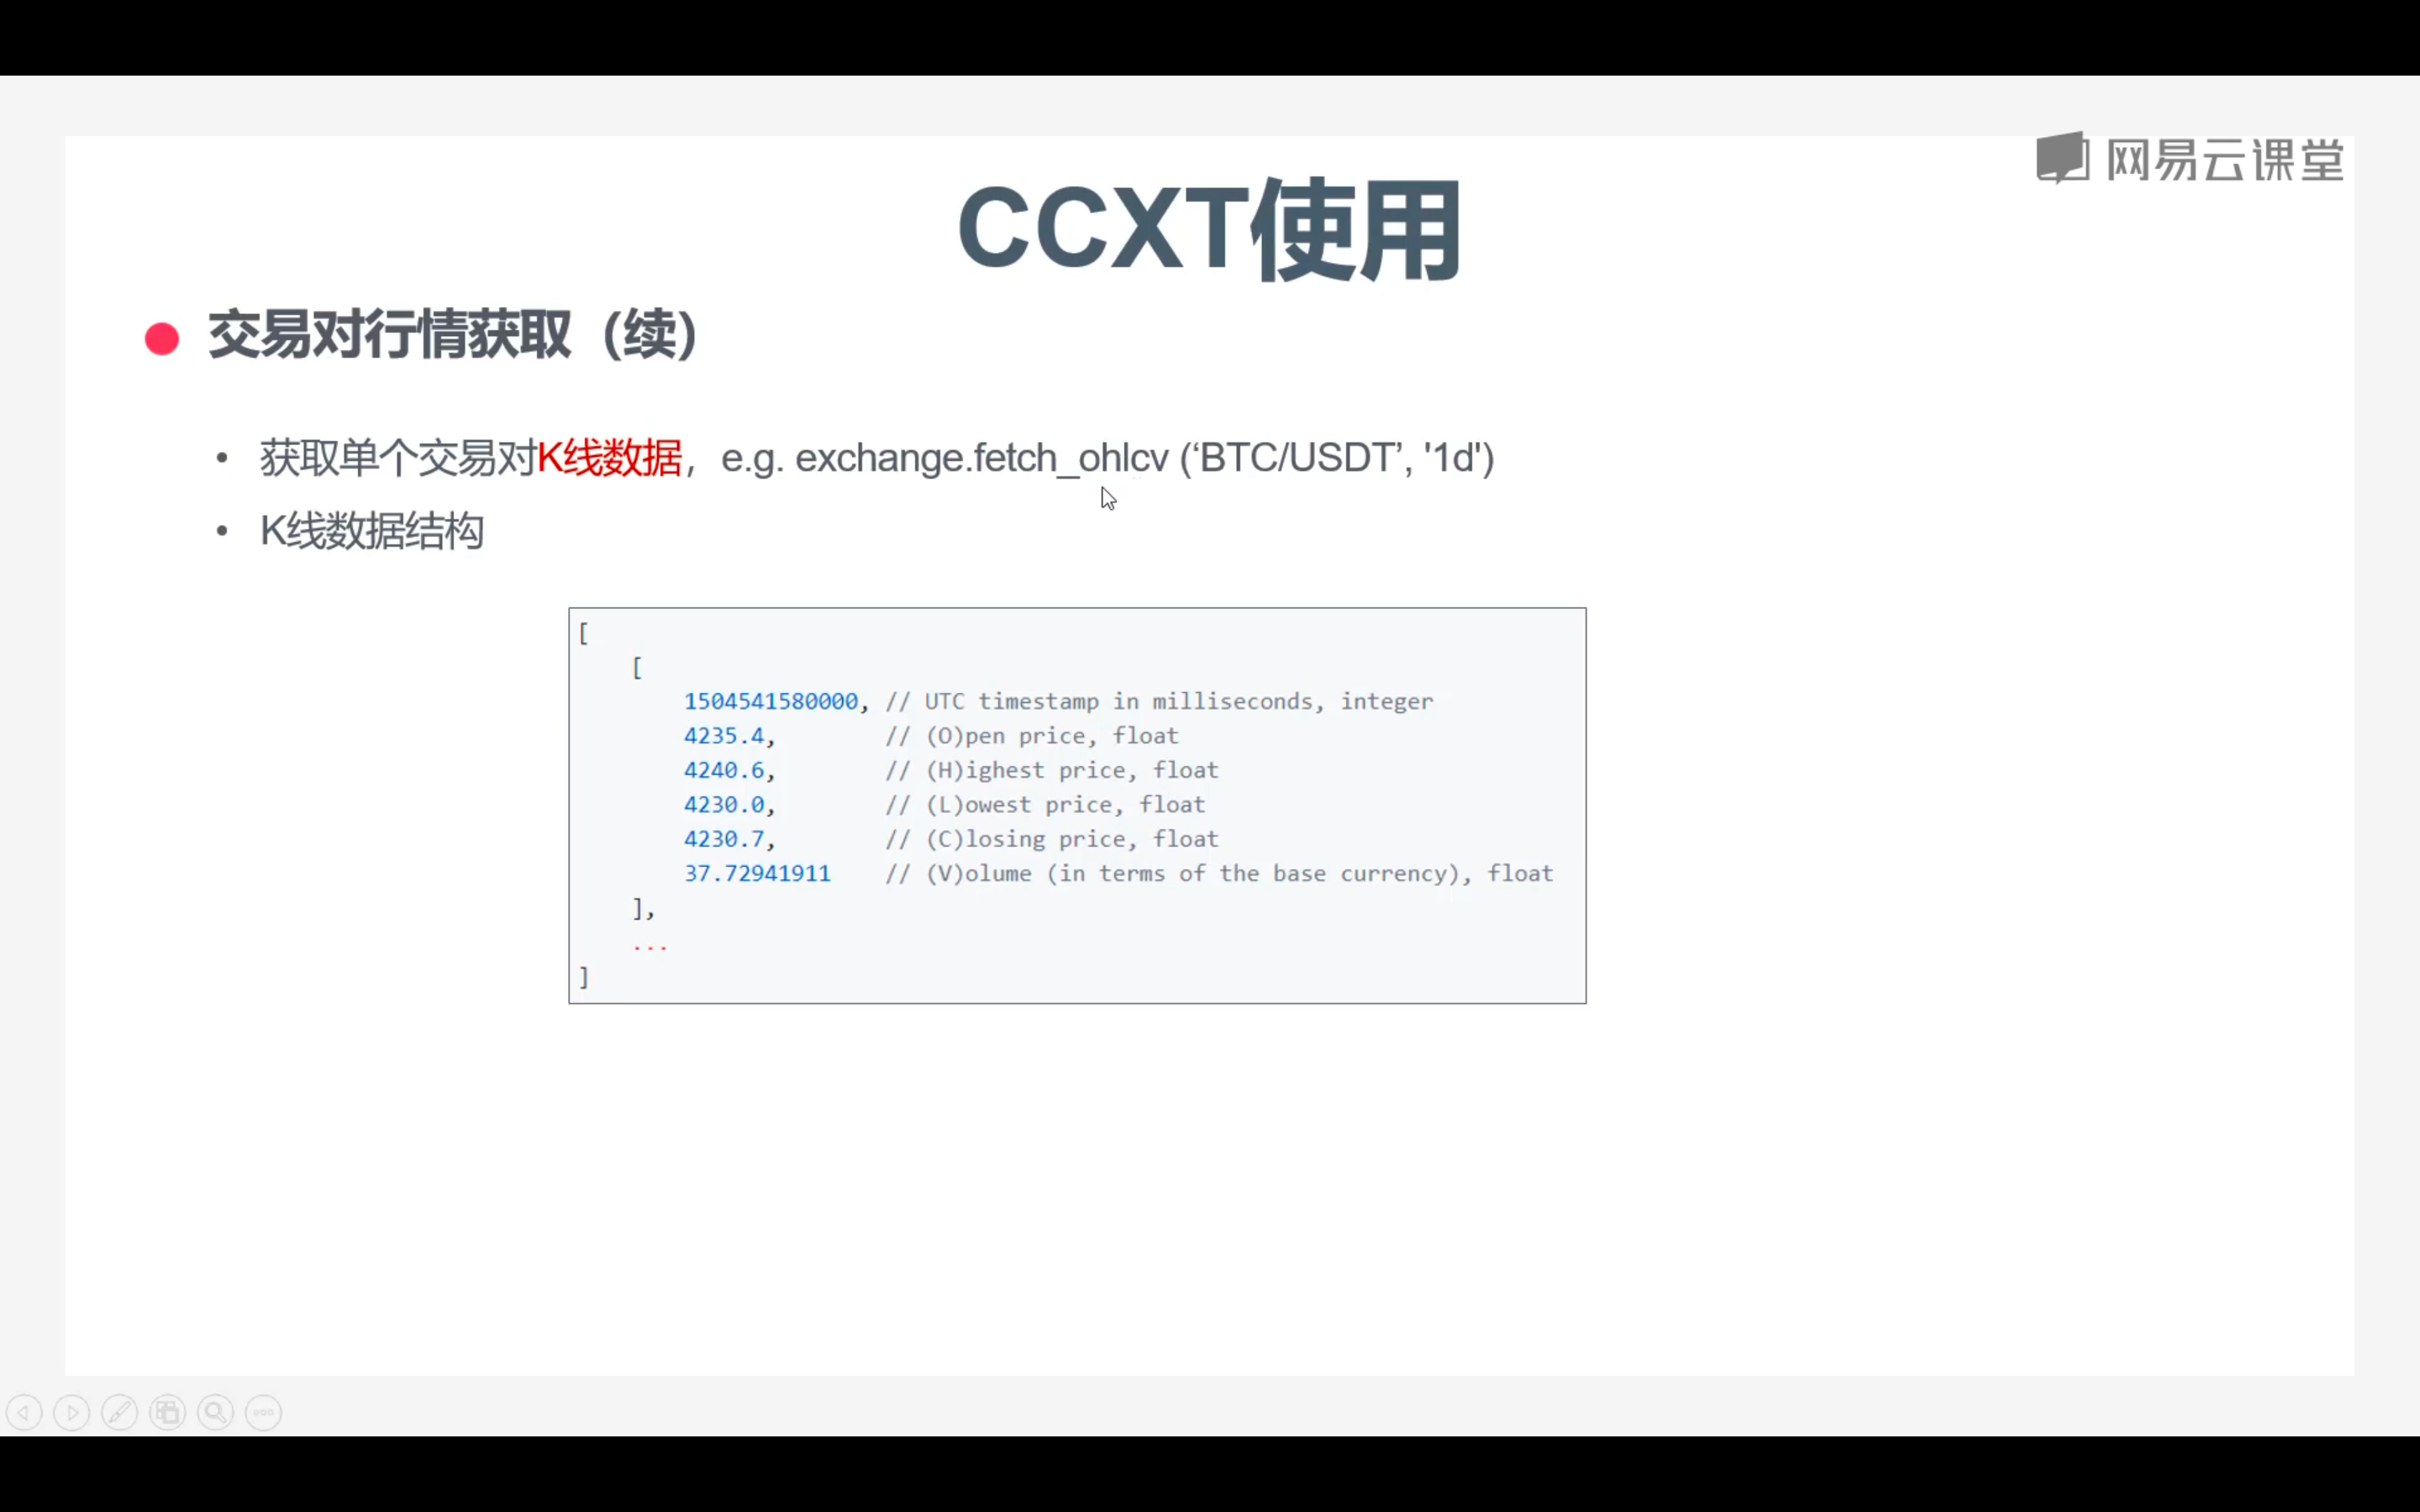 网易云课堂
CCXT使用
交易对行情获取（续）
• 获取单个交易对K线数据，e.g. exchange.fetch_ohlcv (‘BTC/USDT’, '1d')
• K线数据结构
[
[
1504541580000, // UTC timestamp in milliseconds, integer
4235.4, // (O)pen price, float
4240.6, // (H)ighest price, float
4230.0, // (L)owest price, float
4230.7, // (C)losing price, float
37.72941911 // (V)olume (in terms of the base currency), float
],
...
]